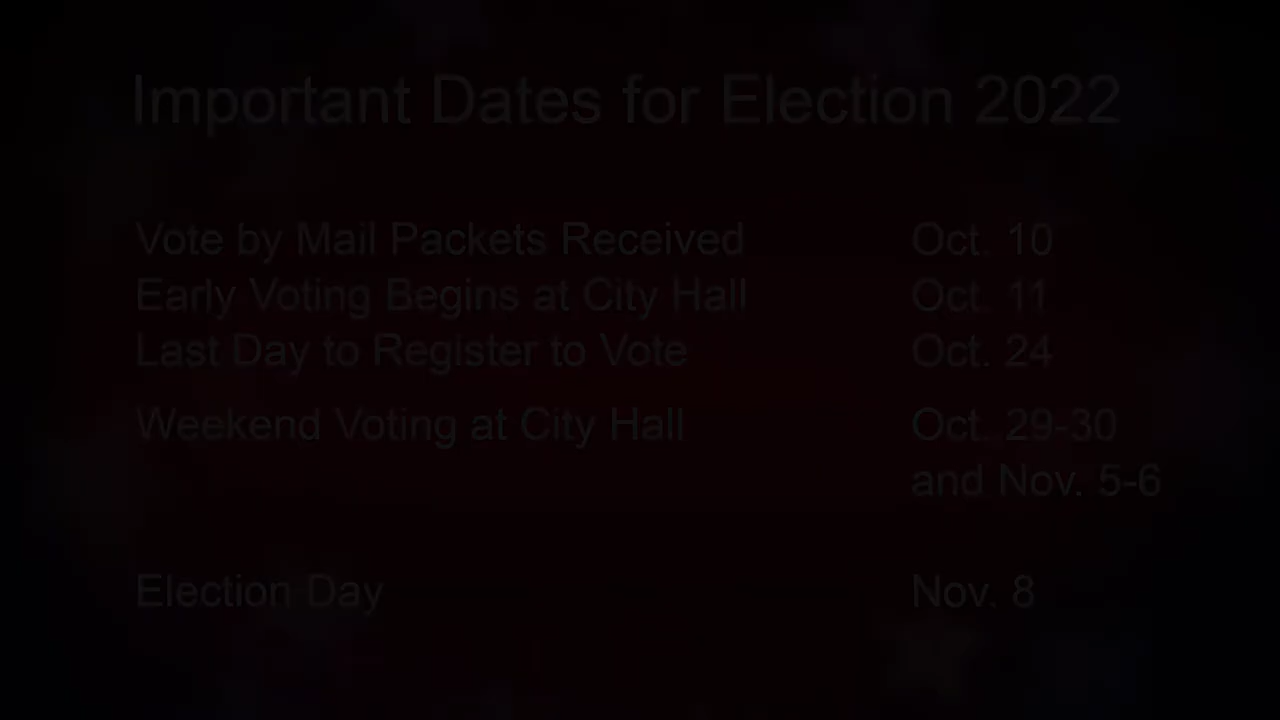 Important Dates for Election 2022
Vote by Mail Packets Received Oct. 10
Early Voting Begins at City Hall Oct. 11
Last Day to Register to Vote Oct. 24
Weekend Voting at City Hall Oct. 29-30
and Nov. 5-6
Election Day Nov. 8